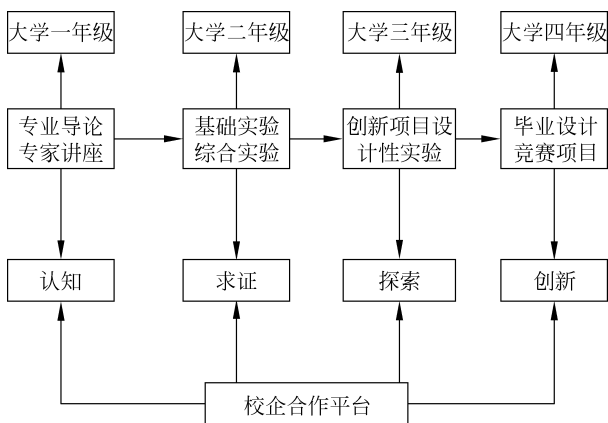 大学一年级
大学二年级
大学三年级
大学四年级
专业导论
专家讲座
基础实验
综合实验
创新项目设
计性实验
毕业设计
竞赛项目
认知
求证
探索
创新
校企合作平台